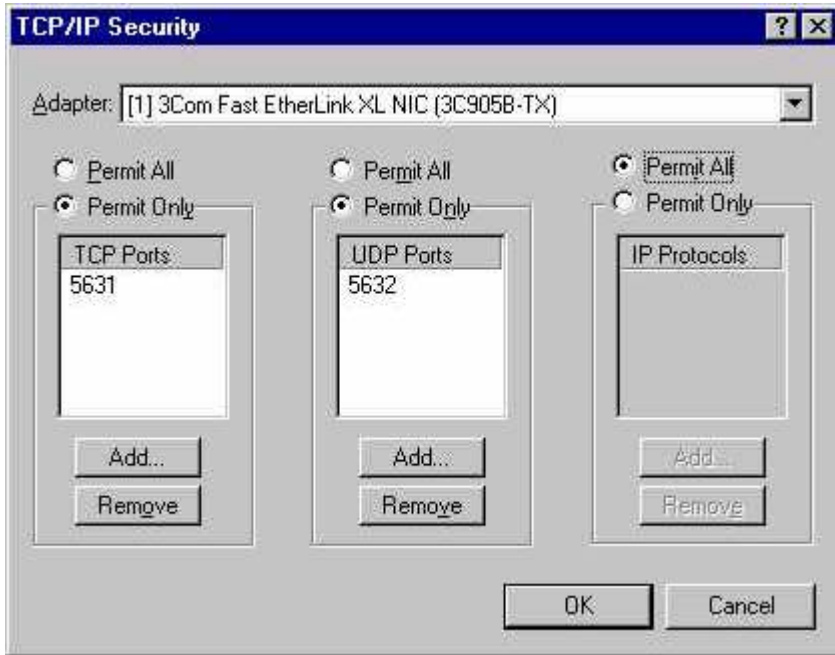 TCP/IP Security
Adapter: [1] 3Com Fast EtherLink XL NIC (3C905B-TX)
Permit All
Permit Only
TCP Ports
5631
Add...
Remove
Permit All
Permit Only
UDP Ports
5632
Add...
Remove
Permit All
Permit Only
IP Protocols
Add...
Remove
OK
Cancel